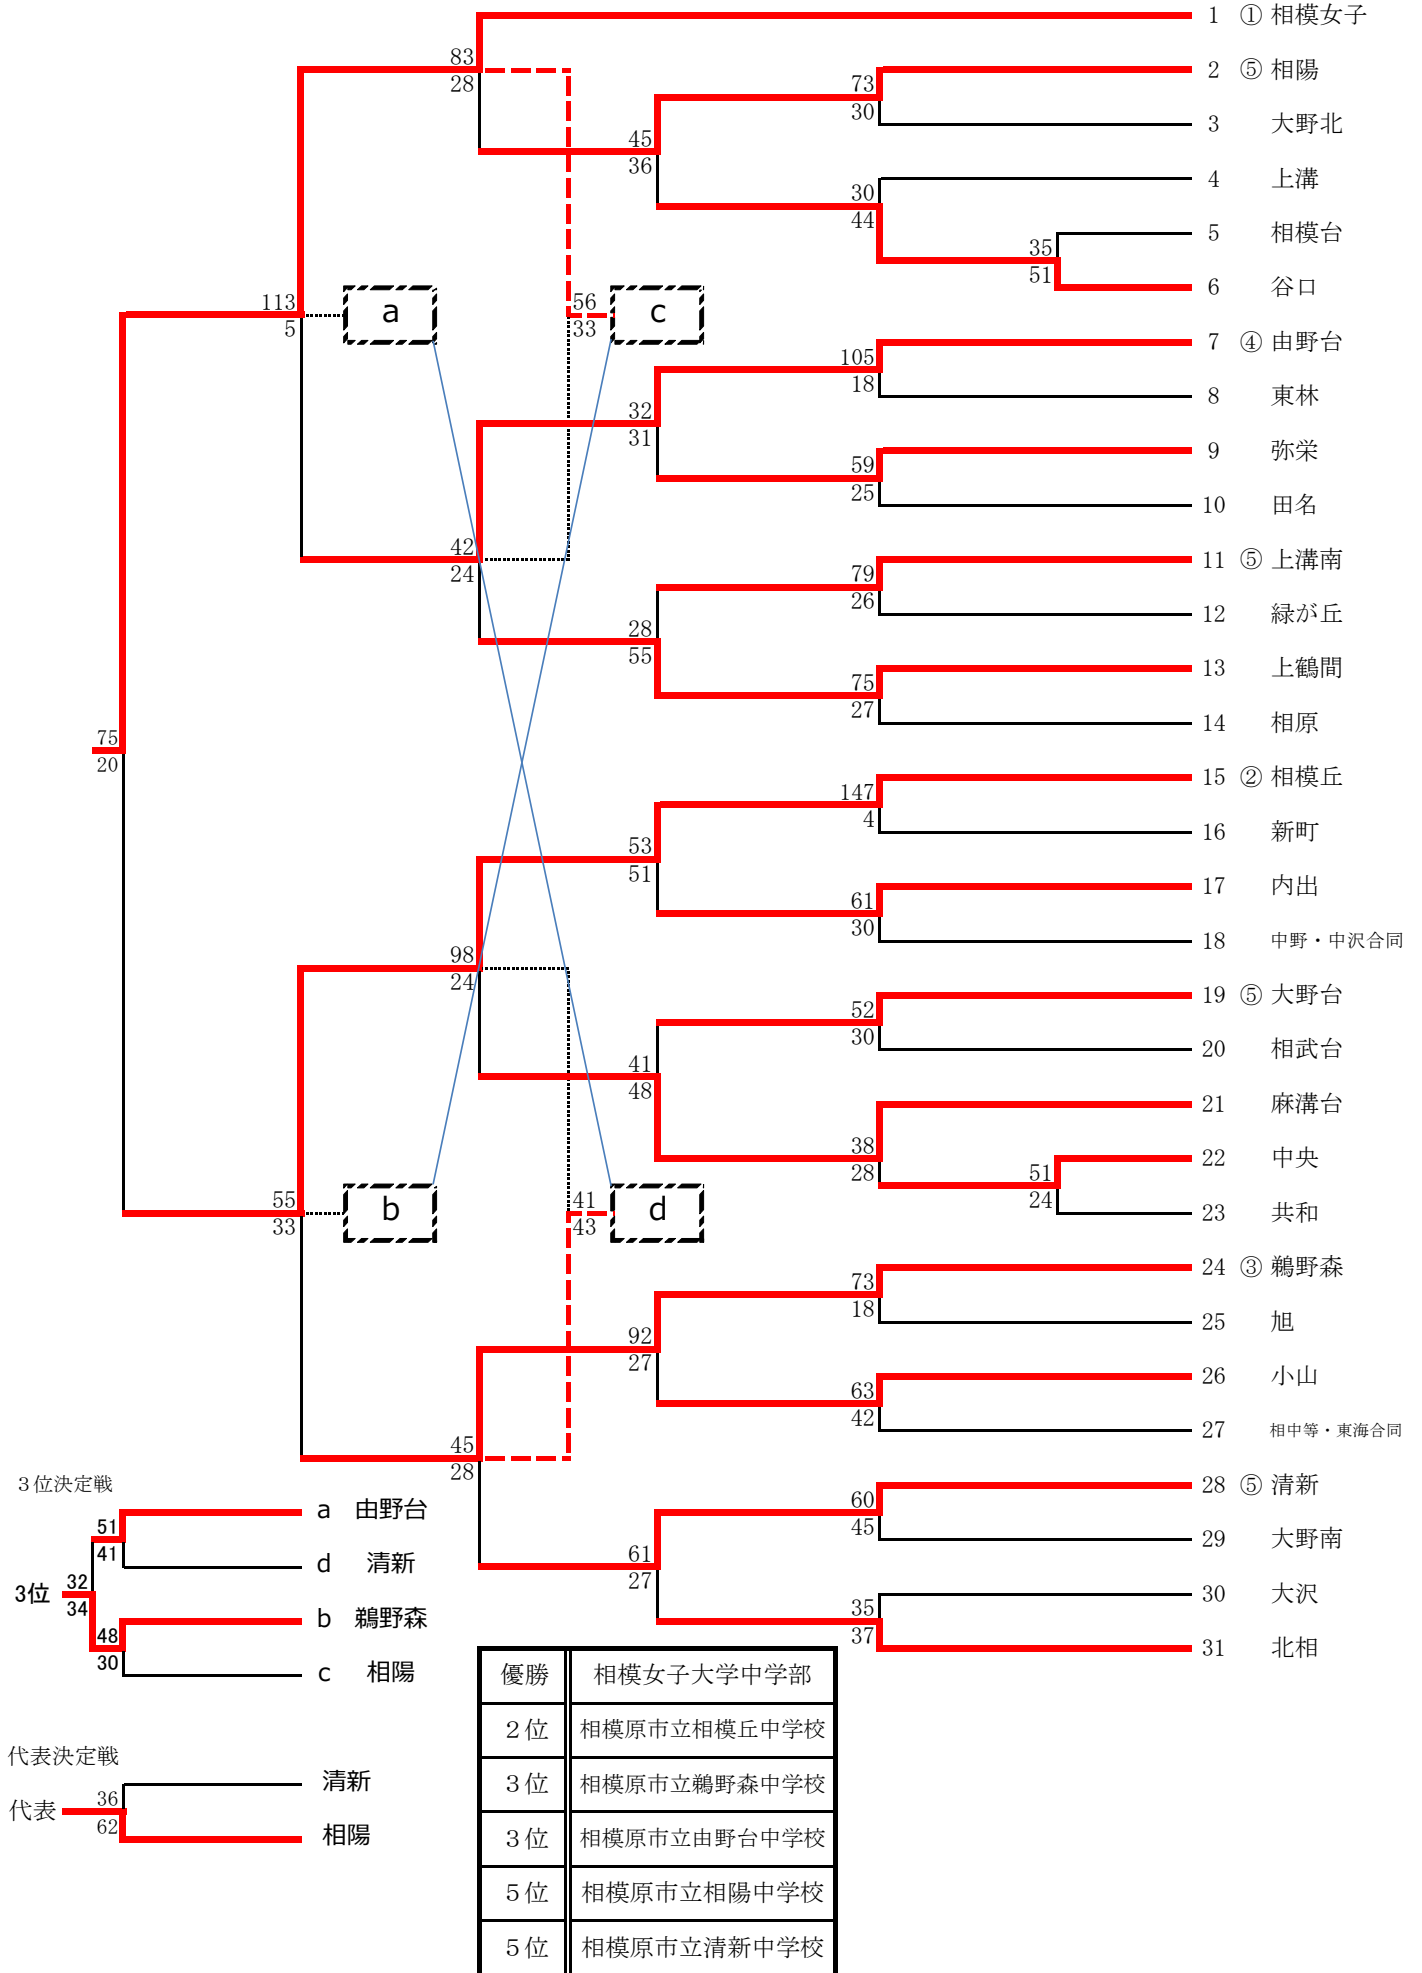 1 ① 相模女子
83
28
2 ⑤ 相陽
73
30
3 大野北
45
36
4 上溝
30
44
5 相模台
35
51
6 谷口
113
5
a
56
33
c
7 ④ 由野台
105
18
8 東林
32
31
9 弥栄
59
25
10 田名
42
24
11 ⑤ 上溝南
79
26
12 緑が丘
28
55
13 上鶴間
75
27
14 相原
75
20
15 ② 相模丘
147
4
16 新町
53
51
17 内出
61
30
18 中野・中沢合同
98
24
19 ⑤ 大野台
52
30
20 相武台
41
48
21 麻溝台
38
28
22 中央
51
24
23 共和
55
33
b
41
43
d
24 ③ 鵜野森
73
18
25 旭
92
27
26 小山
63
42
27 相中等・東海合同
45
28
28 ⑤ 清新
60
45
29 大野南
61
27
30 大沢
35
37
31 北相
3位決定戦
a 由野台
51
41
d 清新
3位
32
34
b 鵜野森
48
30
c 相陽
代表決定戦
清新
代表
36
62
相陽
優勝 相模女子大学中学部
2位 相模原市立相模丘中学校
3位 相模原市立鵜野森中学校
3位 相模原市立由野台中学校
5位 相模原市立相陽中学校
5位 相模原市立清新中学校